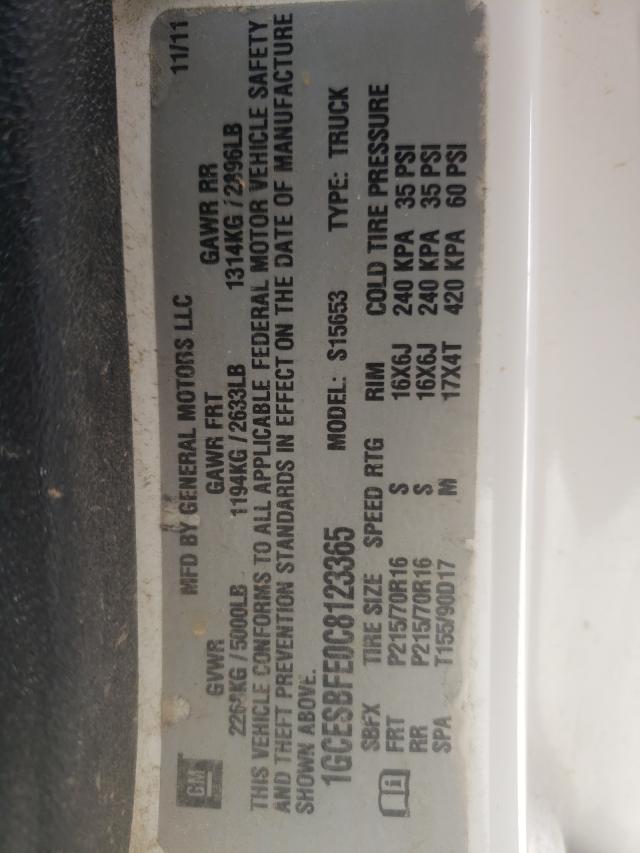 GM MFD BY GENERAL MOTORS LLC 11/11
GVWR GAWR FRT GAWR RR
2268KG/5000LB 1194KG/2633LB 1314KG/2896LB
THIS VEHICLE CONFORMS TO ALL APPLICABLE FEDERAL MOTOR VEHICLE SAFETY
AND THEFT PREVENTION STANDARDS IN EFFECT ON THE DATE OF MANUFACTURE
SHOWN ABOVE.
1GCESBFE0C8123365 MODEL: S15653 TYPE: TRUCK
SBFX TIRE SIZE SPEED RTG RIM COLD TIRE PRESSURE
FRT P215/70R16 S 16X6J 240 KPA 35 PSI
RR P215/70R16 S 16X6J 240 KPA 35 PSI
SPA T155/90D17 M 17X4T 420 KPA 60 PSI